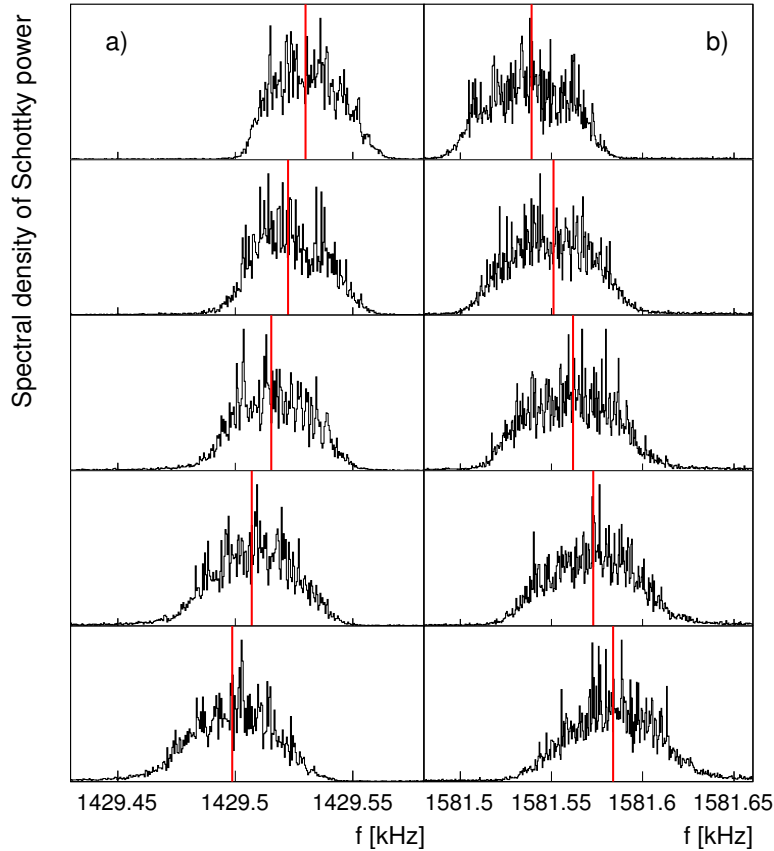 Spectral density of Schottky power
a)
b)
1429.45 1429.5 1429.55 1581.5 1581.55 1581.6 1581.65
f [kHz] f [kHz]